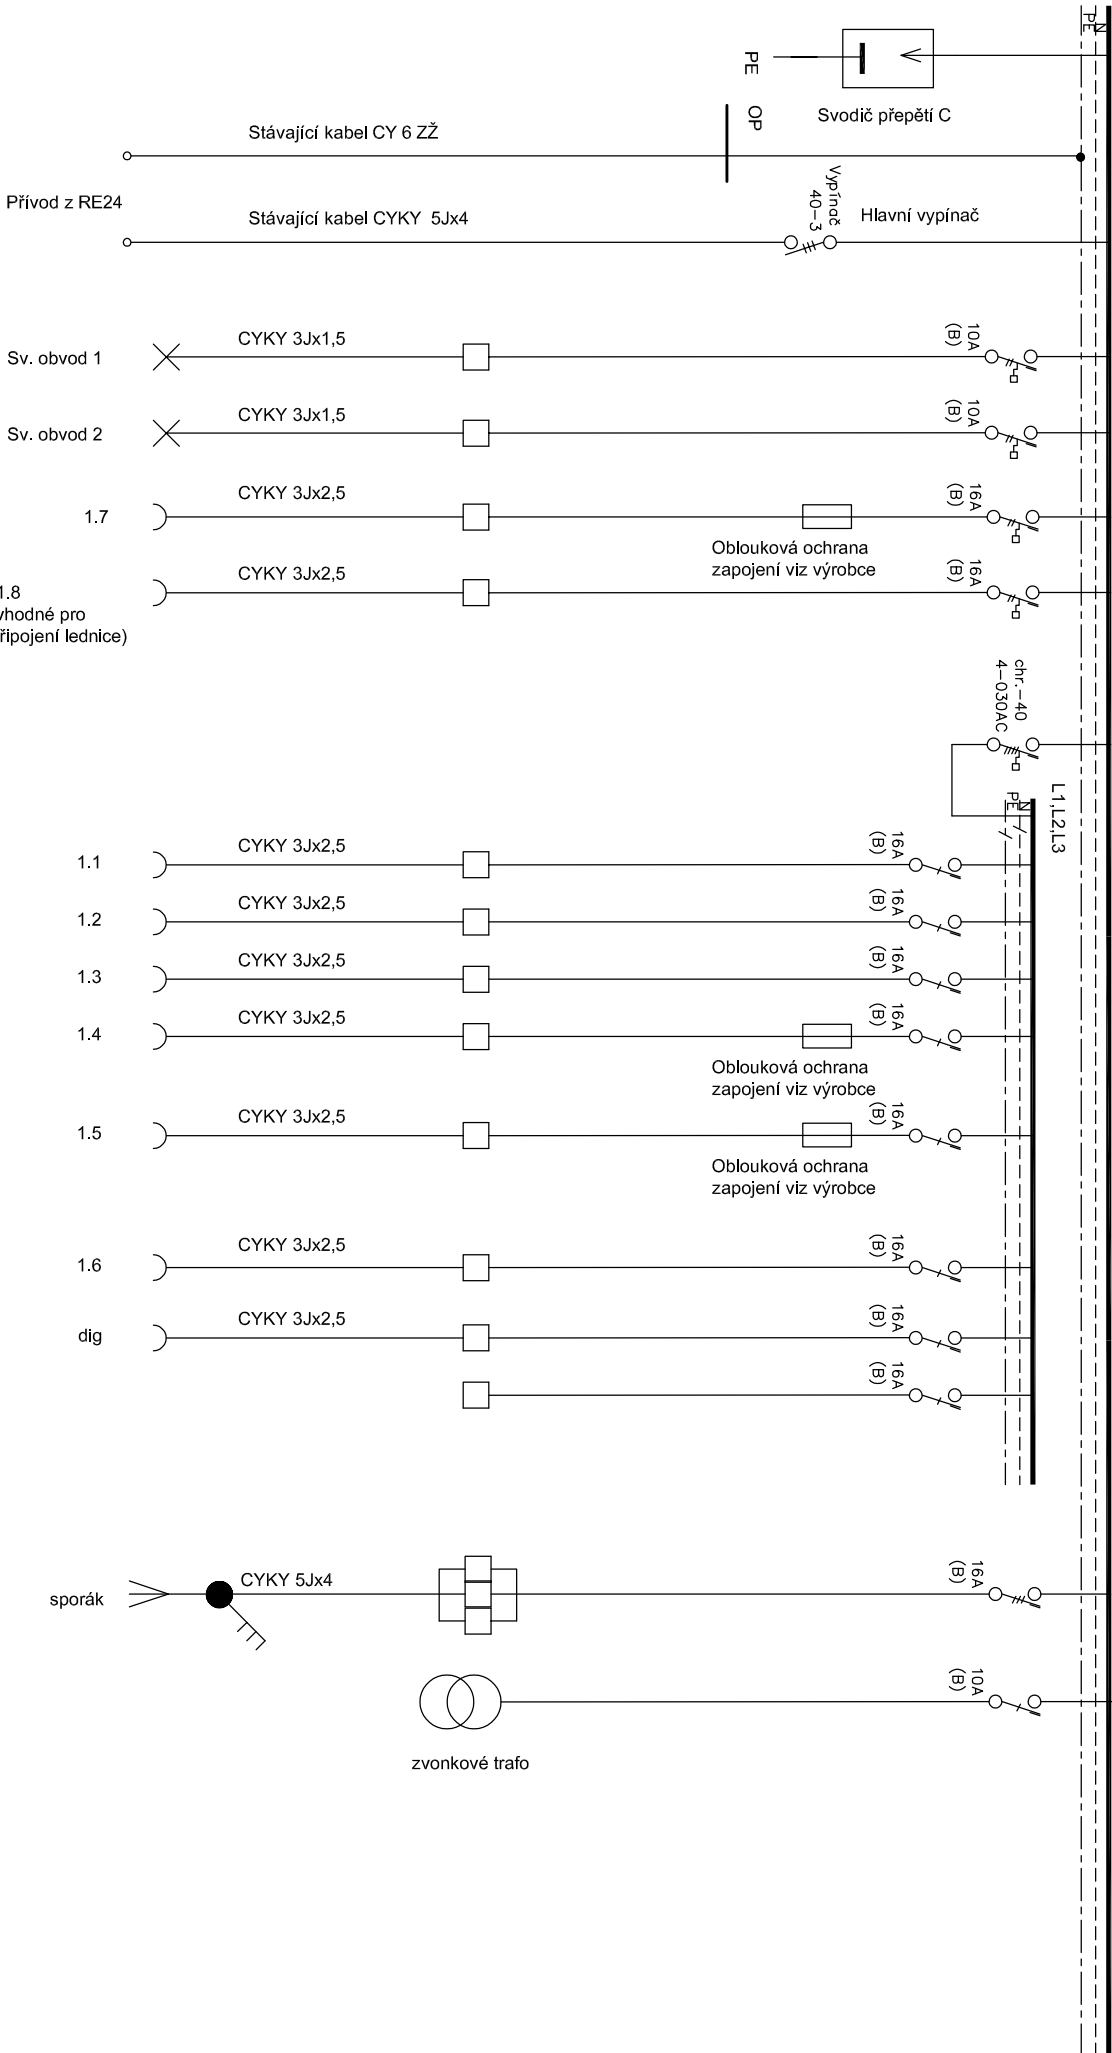 PE
N
PE
Svodič přepětí C
OP
Stávající kabel CY 6 ZŽ
Přívod z RE24
Stávající kabel CYKY 5Jx4
Vypínač
40-3
Hlavní vypínač
Sv. obvod 1
CYKY 3Jx1,5
10A
(B)
Sv. obvod 2
CYKY 3Jx1,5
10A
(B)
1.7
CYKY 3Jx2,5
Oblouková ochrana
zapojení viz výrobce
16A
(B)
1.8
vhodné pro
řipojení lednice)
CYKY 3Jx2,5
16A
(B)
chr.-40
4-030AC
L1,L2,L3
PE
N
1.1
CYKY 3Jx2,5
16A
(B)
1.2
CYKY 3Jx2,5
16A
(B)
1.3
CYKY 3Jx2,5
16A
(B)
1.4
CYKY 3Jx2,5
Oblouková ochrana
zapojení viz výrobce
16A
(B)
1.5
CYKY 3Jx2,5
Oblouková ochrana
zapojení viz výrobce
16A
(B)
1.6
CYKY 3Jx2,5
16A
(B)
dig
CYKY 3Jx2,5
16A
(B)
16A
(B)
sporák
CYKY 5Jx4
16A
(B)
10A
(B)
zvonkové trafo